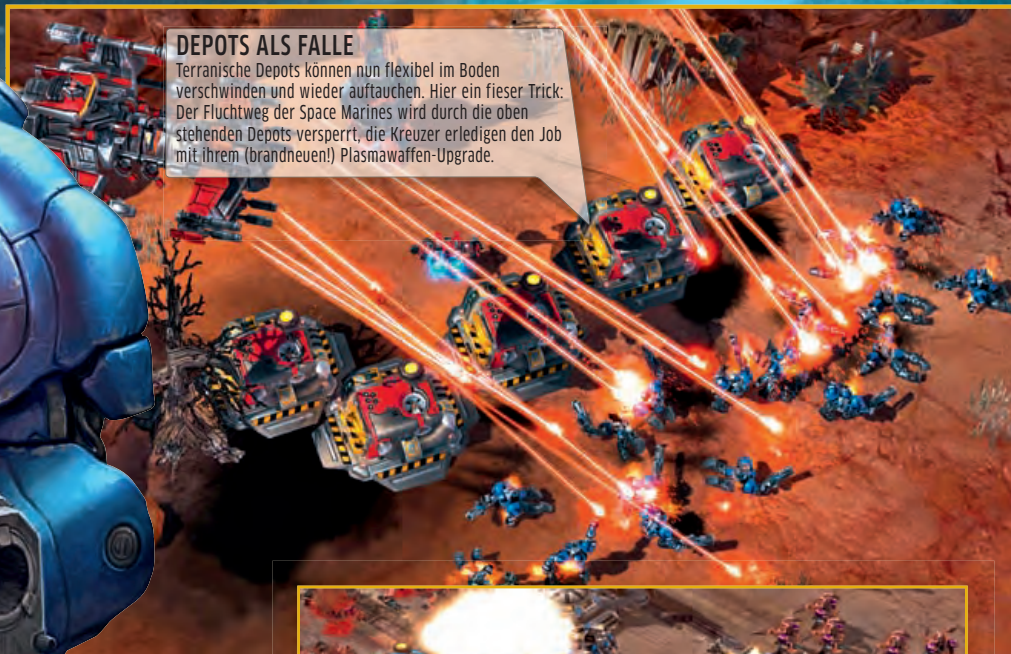 DEPOTS ALS FALLE
Terranische Depots können nun flexibel im Boden
verschwinden und wieder auftauchen. Hier ein fieser Trick:
Der Fluchtweg der Space Marines wird durch die oben
stehenden Depots versperrt, die Kreuzer erledigen den Job
mit ihrem (brandneuen!) Plasmawaffen-Upgrade.